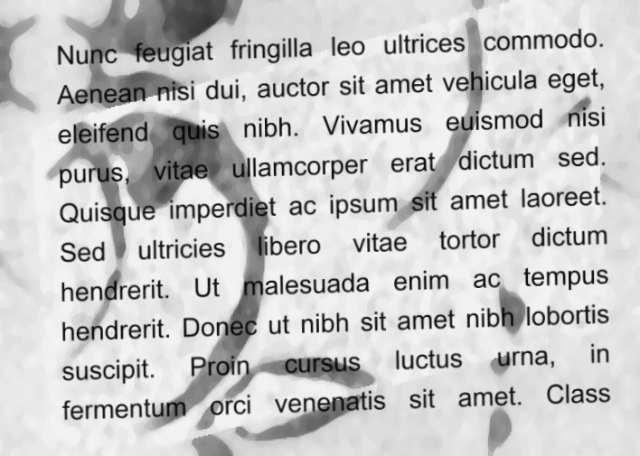 Nunc feugiat fringilla leo ultrices commodo.
Aenean nisi dui, auctor sit amet vehicula eget,
eleifend quis nibh. Vivamus euismod nisi
purus, vitae ullamcorper erat dictum sed.
Quisque imperdiet ac ipsum sit amet laoreet.
Sed ultricies libero vitae tortor dictum
hendrerit. Ut malesuada enim ac tempus
hendrerit. Donec ut nibh sit amet nibh lobortis
suscipit. Proin cursus luctus urna, in
fermentum orci venenatis sit amet. Class